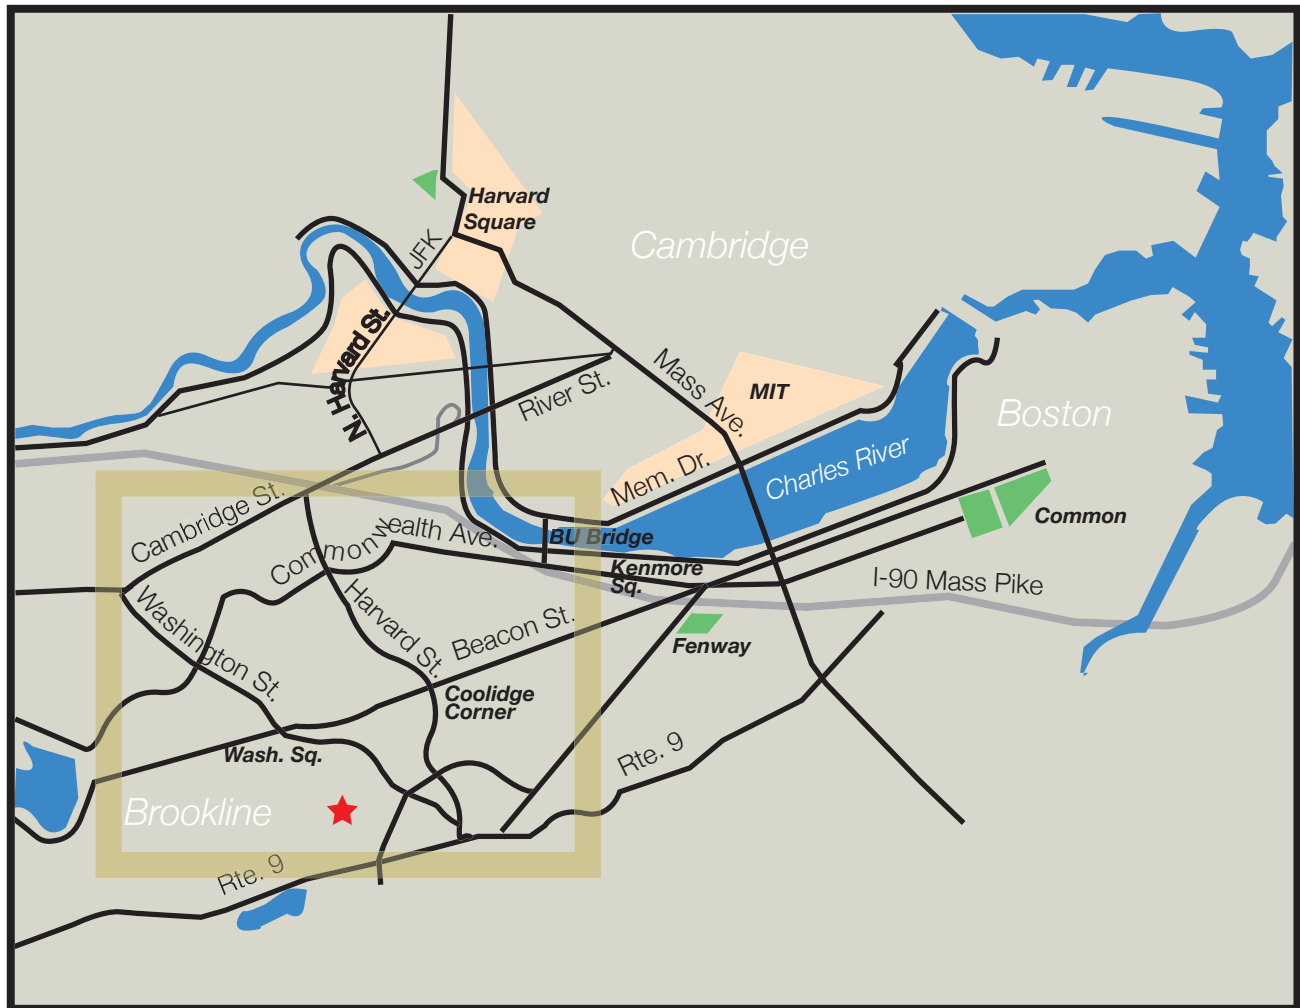 Harvard
Square
JFK
Cambridge
N. Harvard St.
River St.
Mass Ave.
MIT
Boston
Mem. Dr.
Charles River
Common
Cambridge St.
Common Wealth Ave.
BU Bridge
Kenmore
Sq.
I-90 Mass Pike
Washington St.
Harvard St.
Beacon St.
Fenway
Coolidge
Corner
Wash. Sq.
Rte. 9
Brookline
Rte. 9